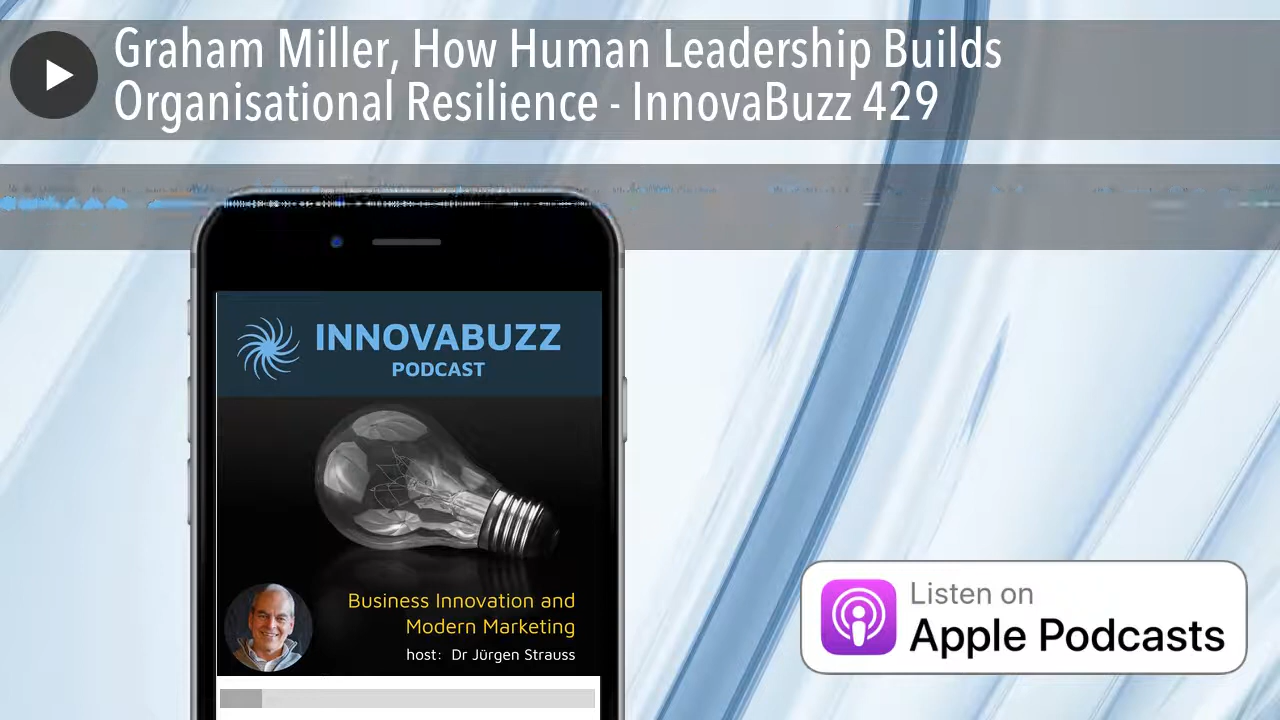 Graham Miller, How Human Leadership Builds
Organisational Resilience - InnovaBuzz 429
INNOVABUZZ
PODCAST
Business Innovation and
Modern Marketing
host: Dr Jürgen Strauss
Listen on
Apple Podcasts